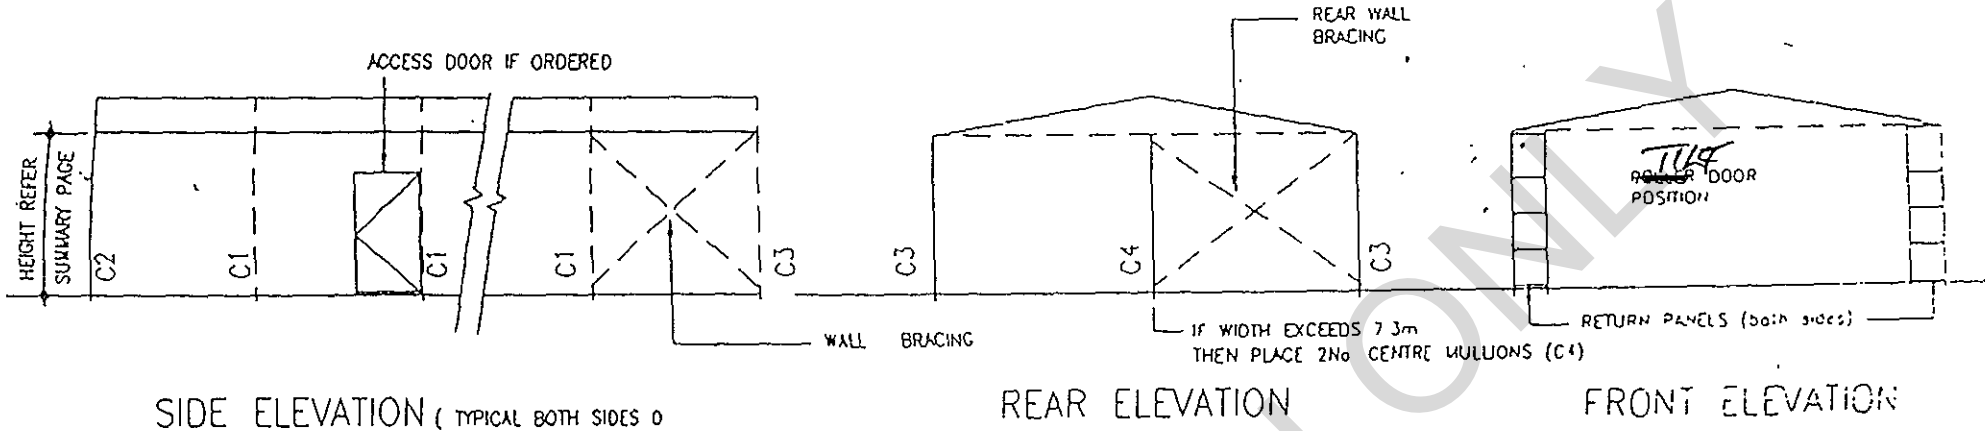 ACCESS DOOR IF ORDERED
HEIGHT REFER
SUMMARY PAGE
C2
C1
C1
C1
C3
WALL BRACING
SIDE ELEVATION ( TYPICAL BOTH SIDES O
REAR WALL
BRACING
C3
C4
C3
IF WIDTH EXCEEDS 7.3m
THEN PLACE 2No CENTRE MULLIONS (C4)
REAR ELEVATION
TILT
ROLLER DOOR
POSITION
RETURN PANELS (both sides)
FRONT ELEVATION
ONLY